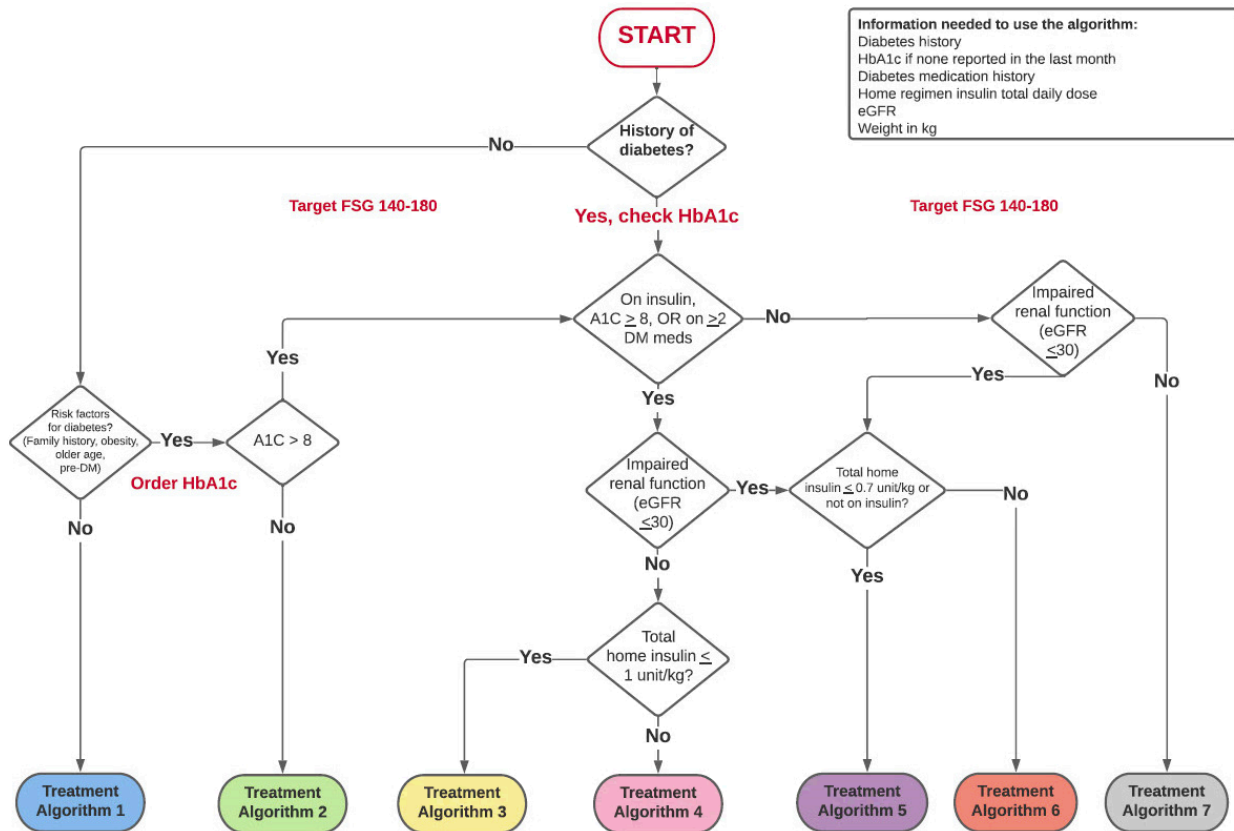 START
Information needed to use the algorithm:
Diabetes history
HbA1c if none reported in the last month
Diabetes medication history
Home regimen insulin total daily dose
eGFR
Weight in kg
History of
diabetes?
No
Target FSG 140-180
Yes, check HbA1c
Target FSG 140-180
On insulin,
A1C ≥ 8, OR on ≥2
DM meds
No
Impaired
renal function
(eGFR
≤30)
Yes
Yes
No
Yes
Risk factors
for diabetes?
(Family history, obesity,
older age,
pre-DM)
Yes
A1C > 8
Order HbA1c
Impaired
renal function
(eGFR
≤30)
Yes
Total home
insulin ≤ 0.7 unit/kg or
not on insulin?
No
No
No
No
Yes
Total
home insulin ≤
1 unit/kg?
Yes
No
Treatment
Algorithm 1
Treatment
Algorithm 2
Treatment
Algorithm 3
Treatment
Algorithm 4
Treatment
Algorithm 5
Treatment
Algorithm 6
Treatment
Algorithm 7